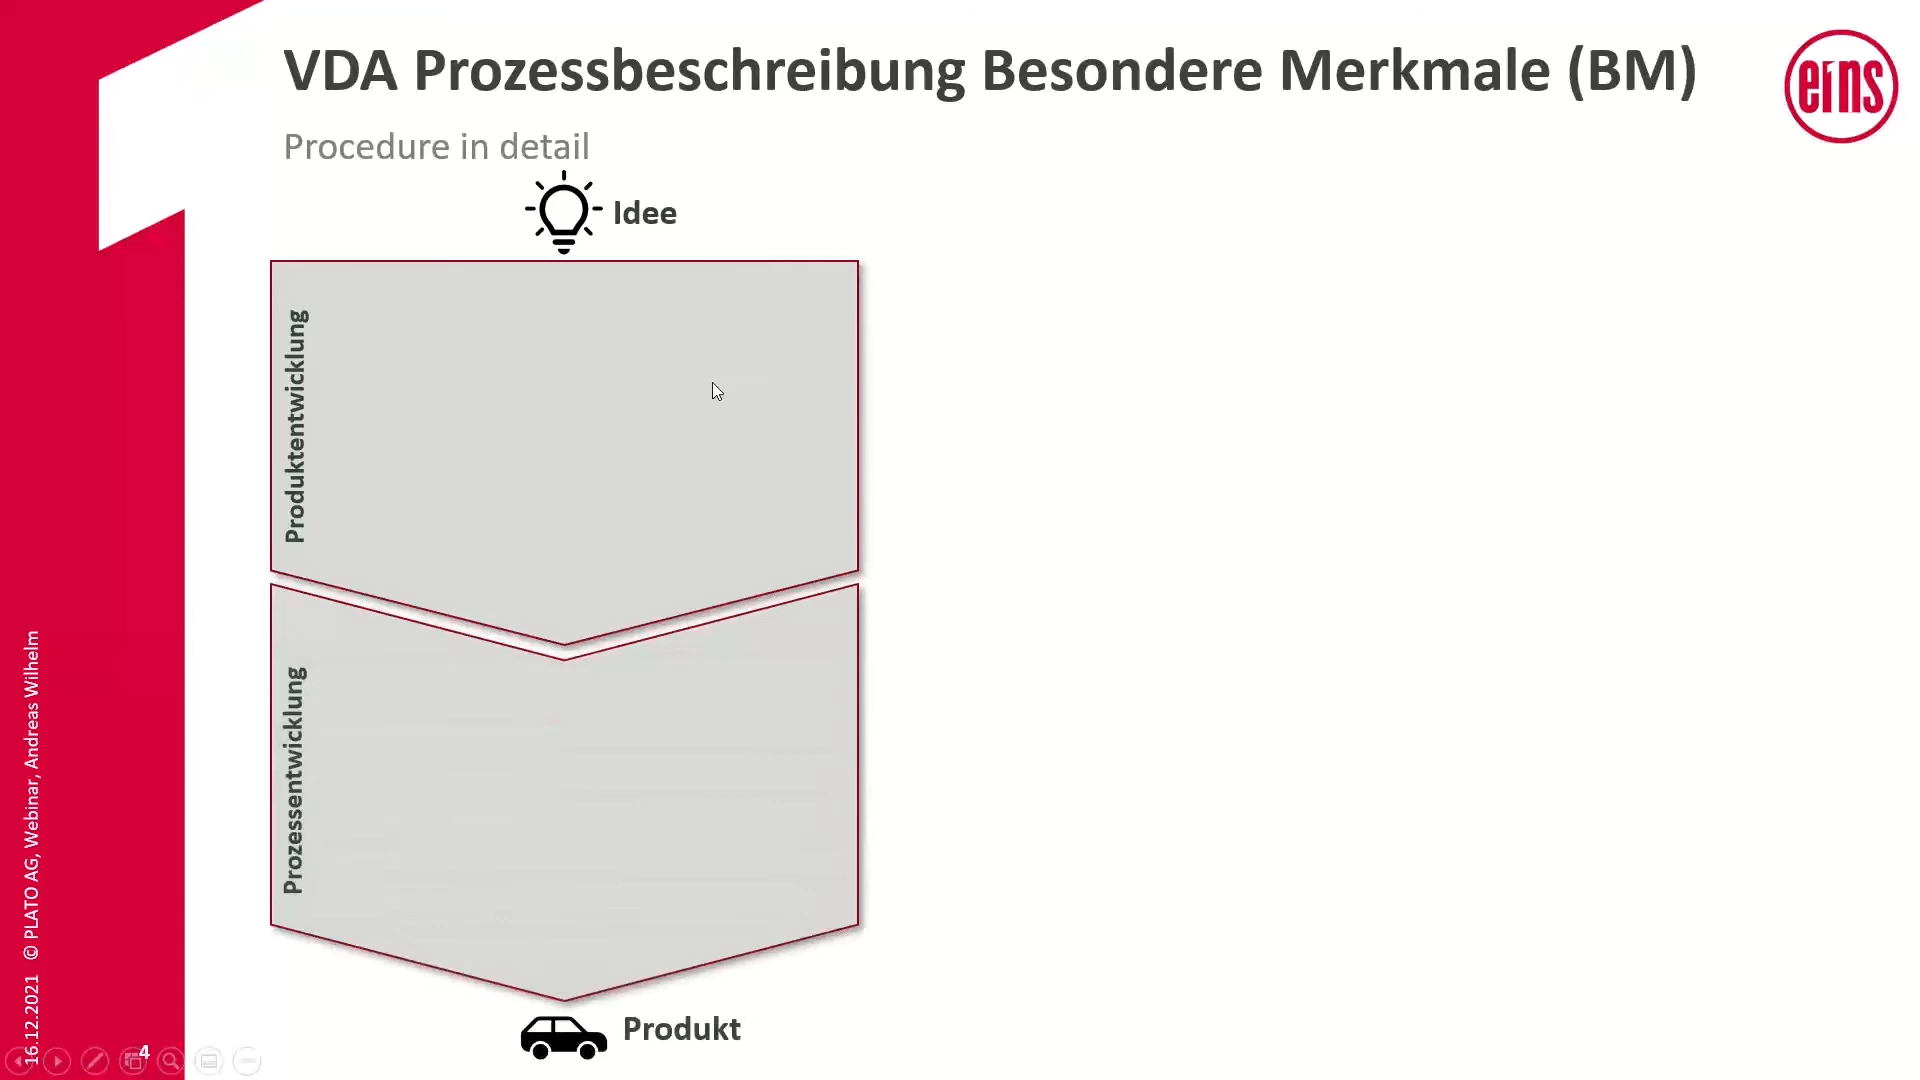 VDA Prozessbeschreibung Besondere Merkmale (BM)
eins
Procedure in detail
Idee
Produktentwicklung
Prozessentwicklung
Produkt
16.12.2021 © PLATO AG, Webinar, Andreas Wilhelm
4